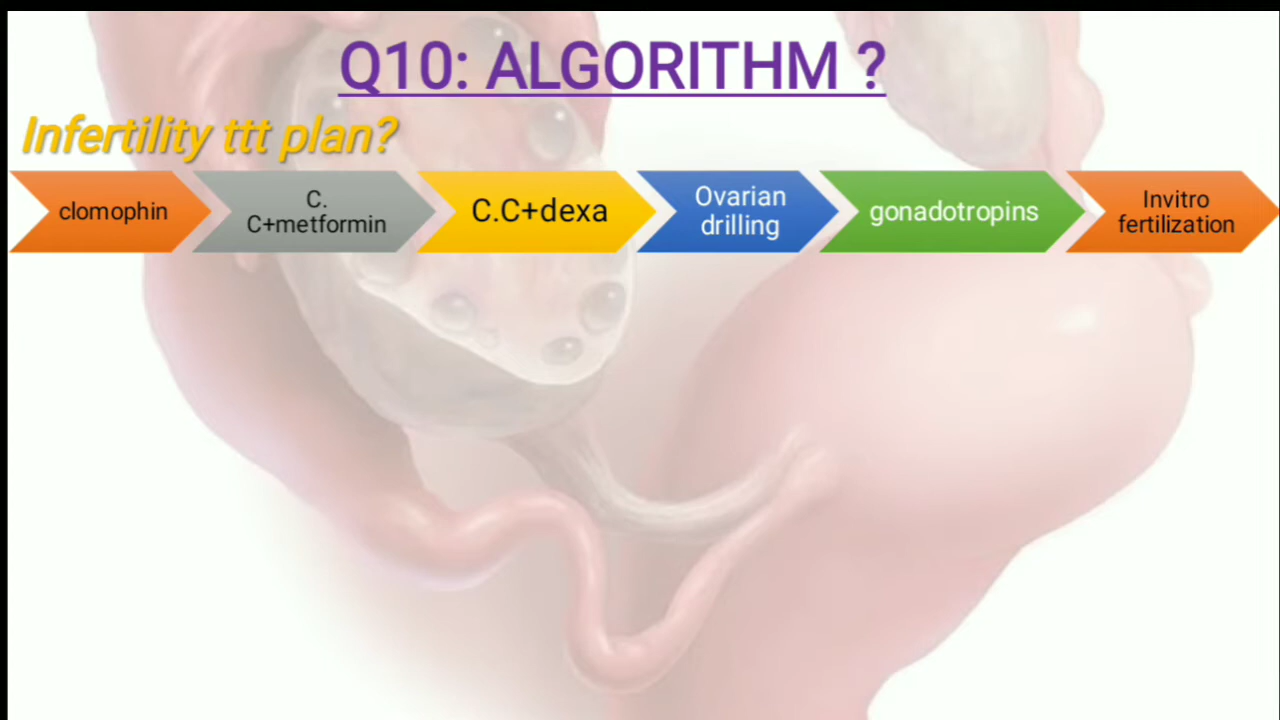 Q10: ALGORITHM ?
Infertility ttt plan?
clomophin
C.
C+metformin
C.C+dexa
Ovarian
drilling
gonadotropins
Invitro
fertilization